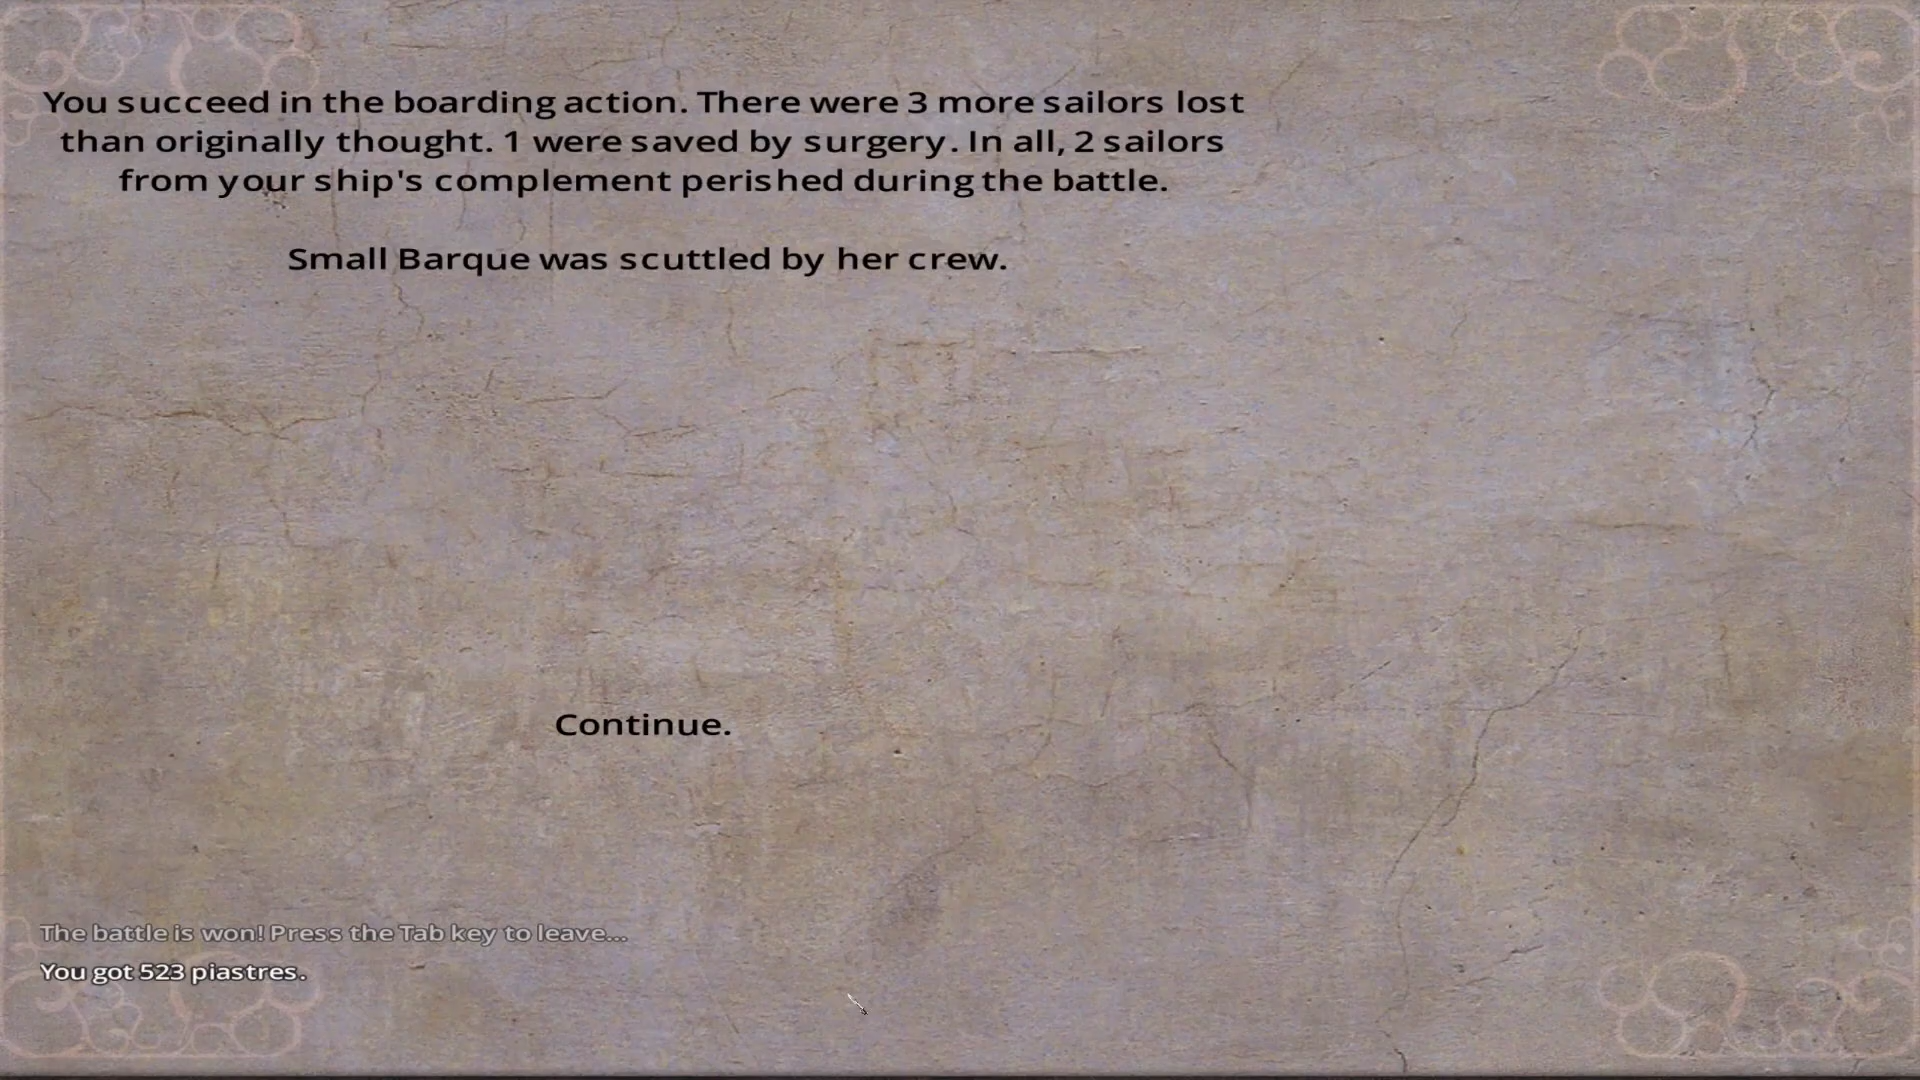 You succeed in the boarding action. There were 3 more sailors lost
than originally thought. 1 were saved by surgery. In all, 2 sailors
from your ship's complement perished during the battle.
Small Barque was scuttled by her crew.
Continue.
The battle is won! Press the Tab key to leave...
You got 523 piastres.